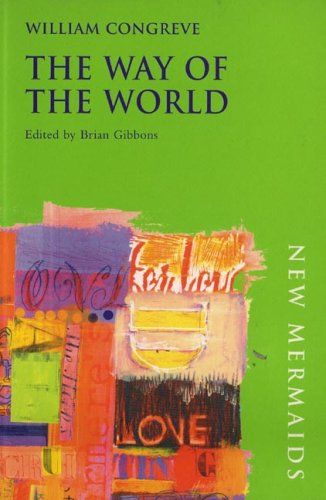 WILLIAM CONGREVE
THE WAY OF
THE WORLD
Edited by Brian Gibbons
NEW MERMAIDS
LOVE